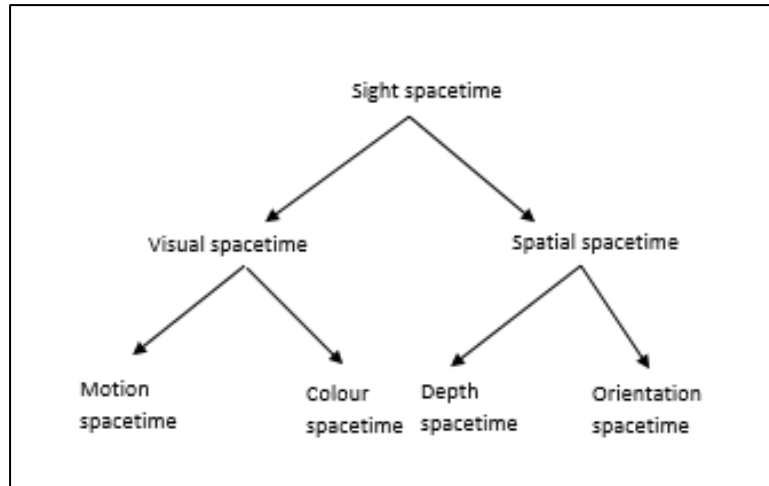 Sight spacetime
Visual spacetime
Spatial spacetime
Motion
spacetime
Colour
spacetime
Depth
spacetime
Orientation
spacetime